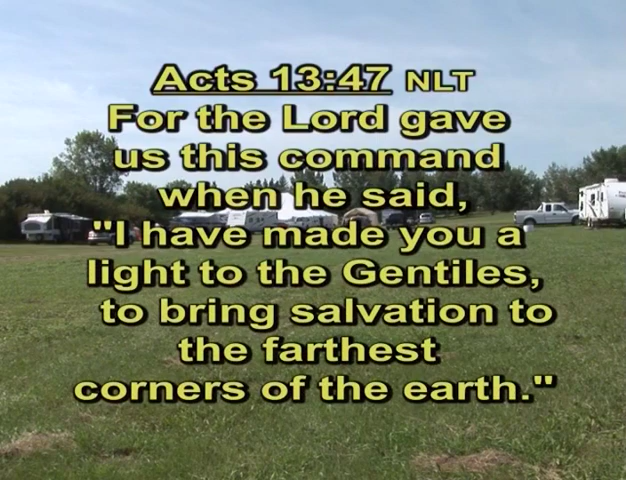 Acts 13:47 NLT
For the Lord gave
us this command
when he said,
"I have made you a
light to the Gentiles,
to bring salvation to
the farthest
corners of the earth."